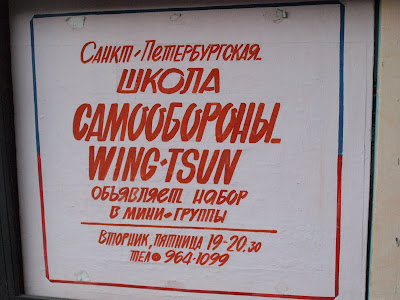 Санкт-Петербургская
ШКОЛА
САМООБОРОНЫ
WING-TSUN
ОБЪЯВЛЯЕТ НАБОР
В МИНИ-ГРУППЫ
ВТОРНИК, ПЯТНИЦА 19-20.30
ТЕЛ. 964-1099